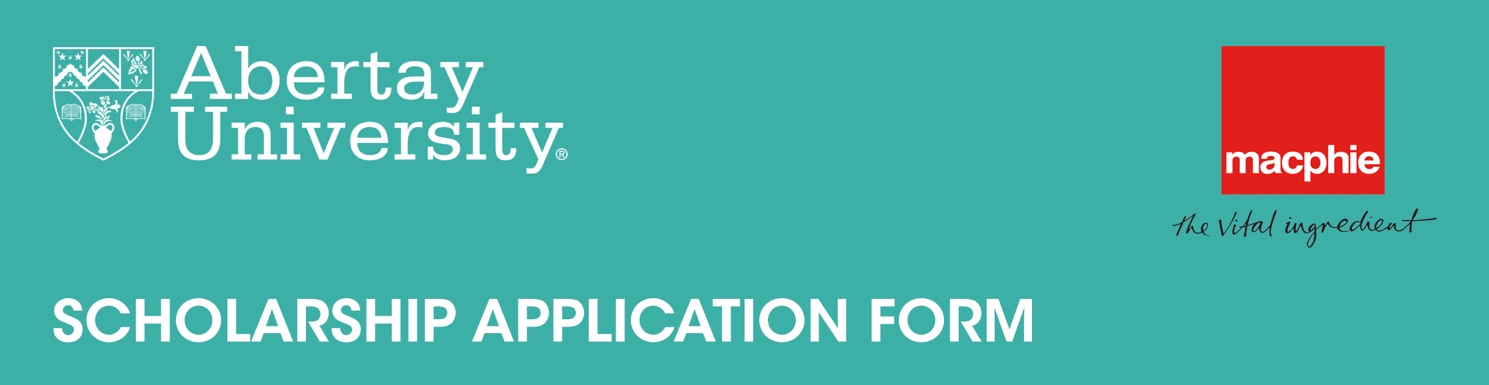 Abertay
University®
macphie
the Vital ingredient
SCHOLARSHIP APPLICATION FORM